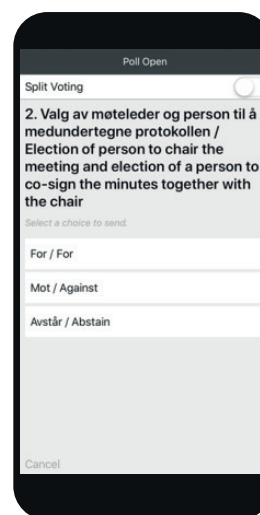 Poll Open
Split Voting
2. Valg av møteleder og person til å
medundertegne protokollen /
Election of person to chair the
meeting and election of a person to
co-sign the minutes together with
the chair
Select a choice to send.
For / For
Mot / Against
Avstår / Abstain
Cancel